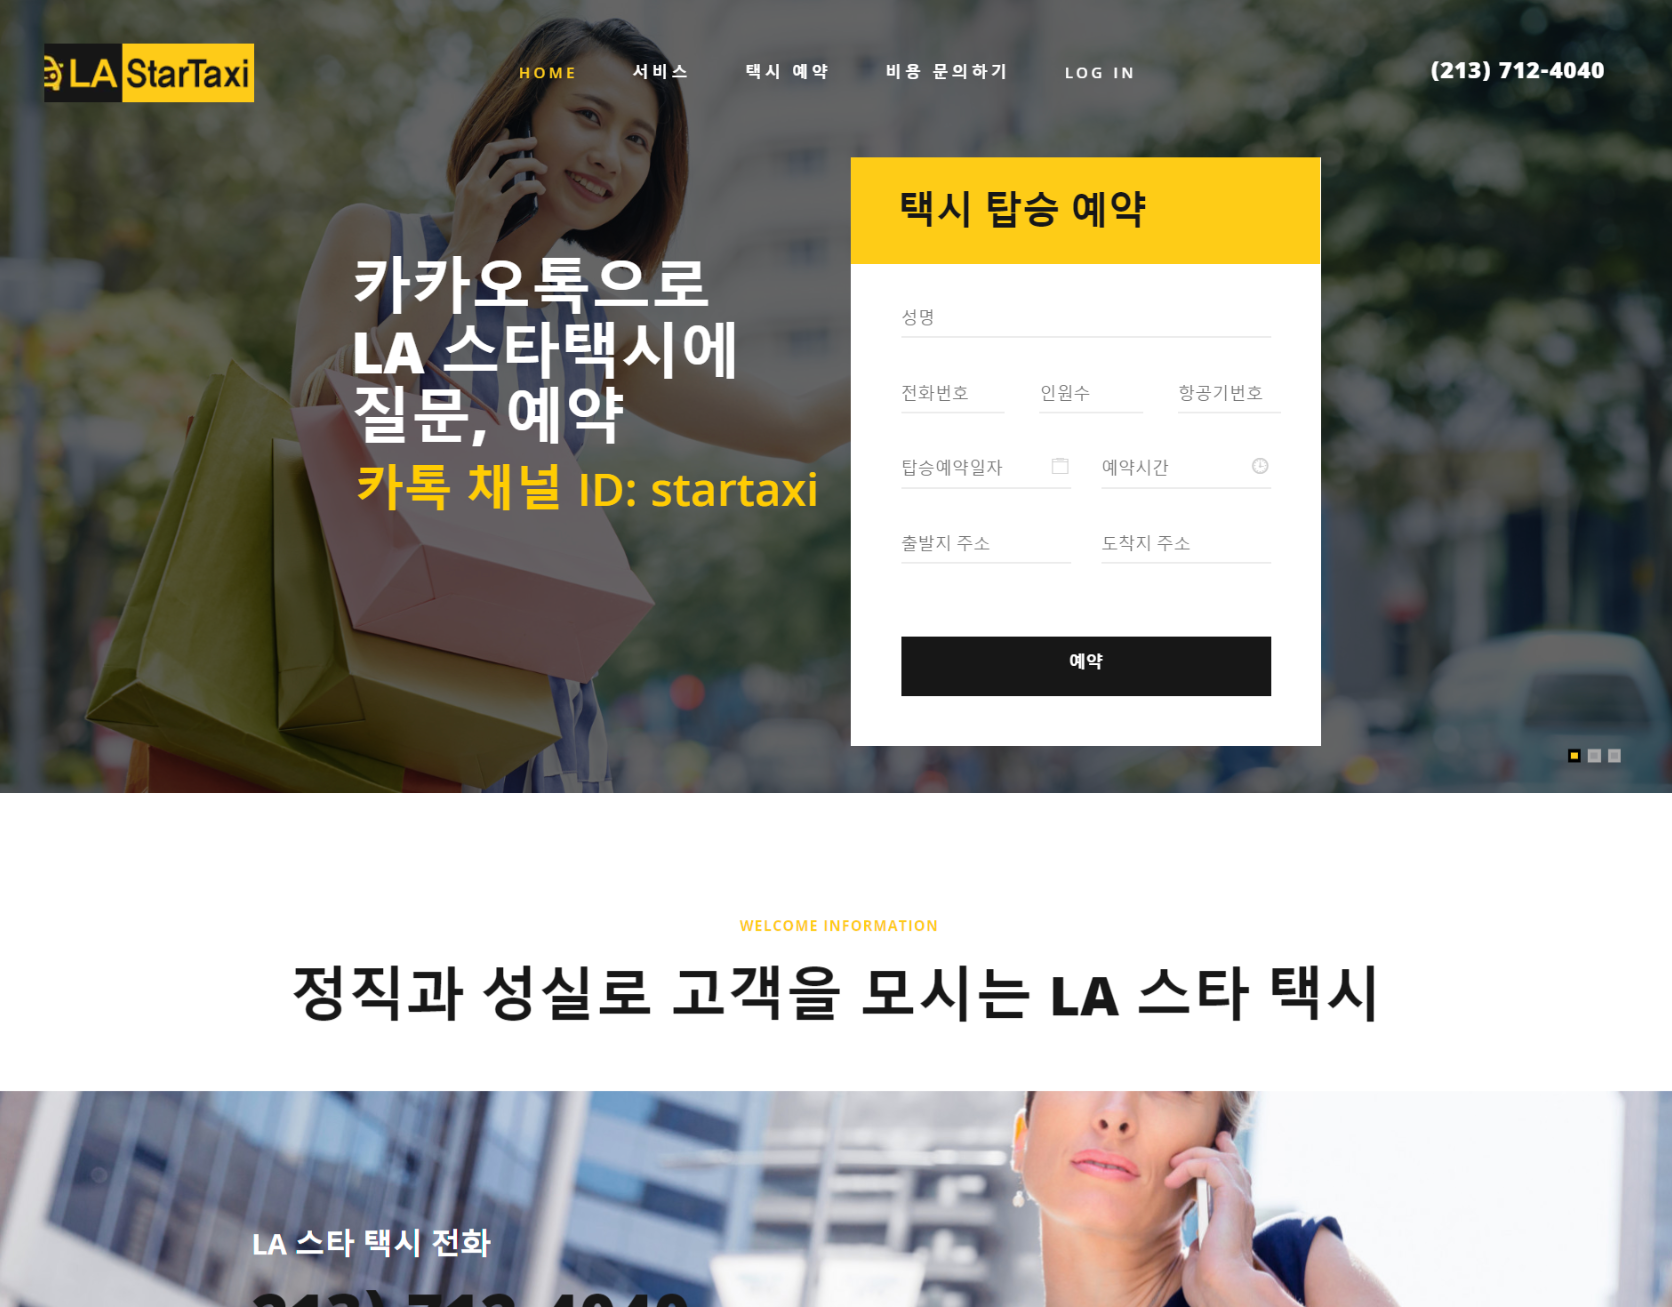 LA StarTaxi
HOME 서비스 택시 예약 비용 문의하기 LOG IN
(213) 712-4040
카카오톡으로
LA 스타택시에
질문, 예약
카톡 채널 ID: startaxi
택시 탑승 예약
성명
전화번호 인원수 항공기번호
탑승예약일자 예약시간
출발지 주소 도착지 주소
예약
WELCOME INFORMATION
정직과 성실로 고객을 모시는 LA 스타 택시
LA 스타 택시 전화
213) 712-4040